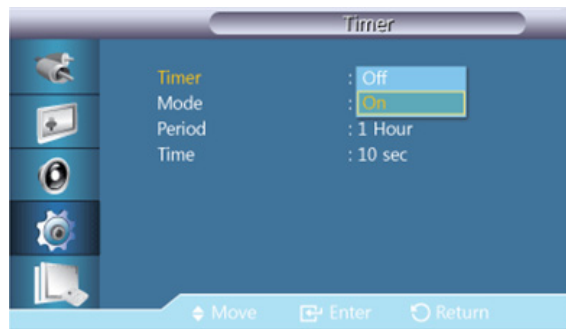 Timer
Timer : Off
Mode : On
Period : 1 Hour
Time : 10 sec
Move Enter Return